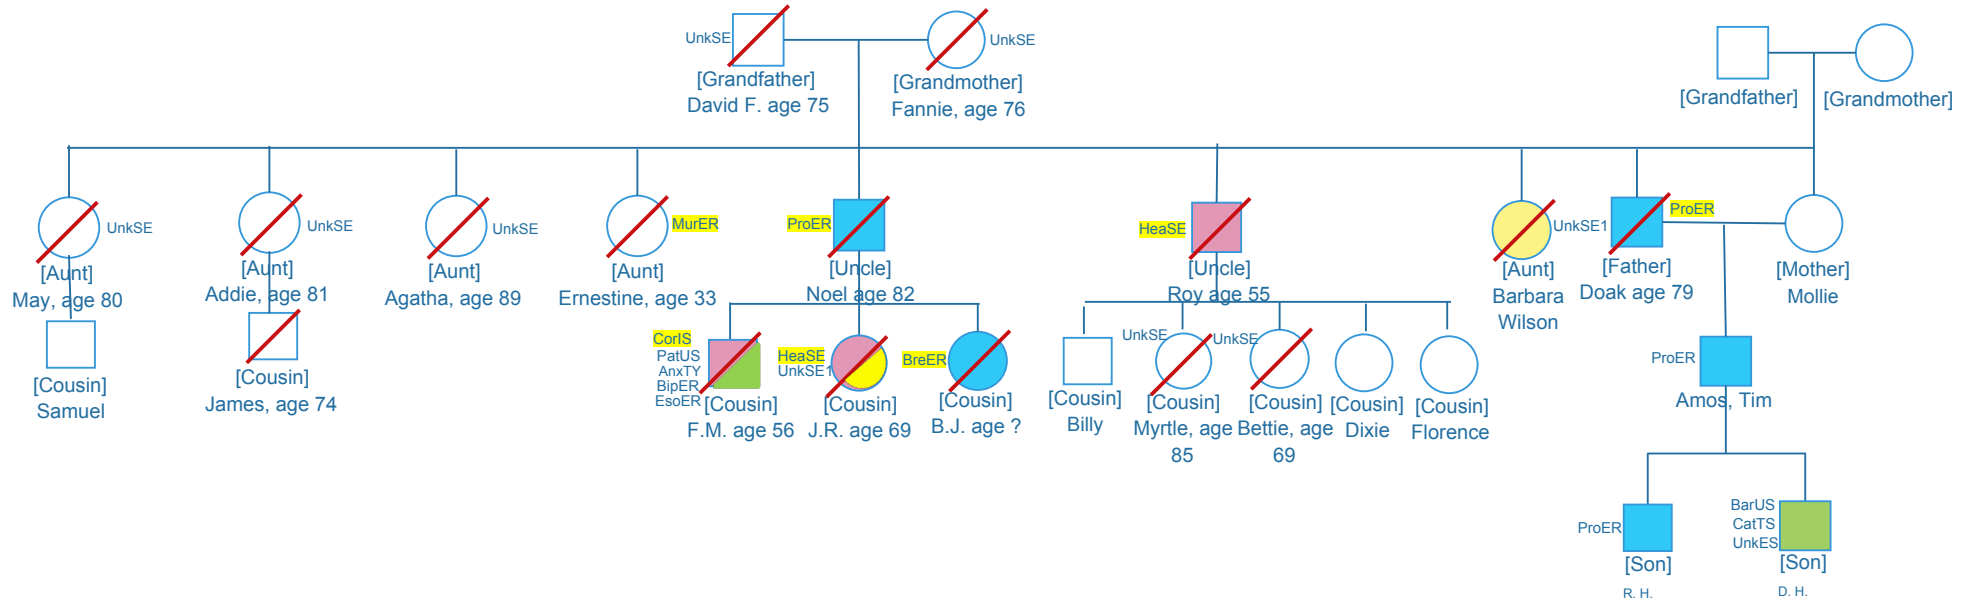 UnkSE
UnkSE
[Grandfather]
David F. age 75
[Grandmother]
Fannie, age 76
[Grandfather]
[Grandmother]
UnkSE
[Aunt]
May, age 80
UnkSE
[Aunt]
Addie, age 81
UnkSE
[Aunt]
Agatha, age 89
MurER
[Aunt]
Ernestine, age 33
ProER
[Uncle]
Noel age 82
HeaSE
[Uncle]
Roy age 55
UnkSE1
[Aunt]
Barbara
Wilson
ProER
[Father]
Doak age 79
[Mother]
Mollie
[Cousin]
Samuel
[Cousin]
James, age 74
CorIS
PatUS
AnxTY
BipER
EsoER
[Cousin]
F.M. age 56
HeaSE
UnkSE1
[Cousin]
J.R. age 69
BreER
[Cousin]
B.J. age ?
[Cousin]
Billy
UnkSE
[Cousin]
Myrtle, age
85
UnkSE
[Cousin]
Bettie, age
69
[Cousin]
Dixie
[Cousin]
Florence
ProER
Amos, Tim
ProER
[Son]
R. H.
BarUS
CatTS
UnkES
[Son]
D. H.